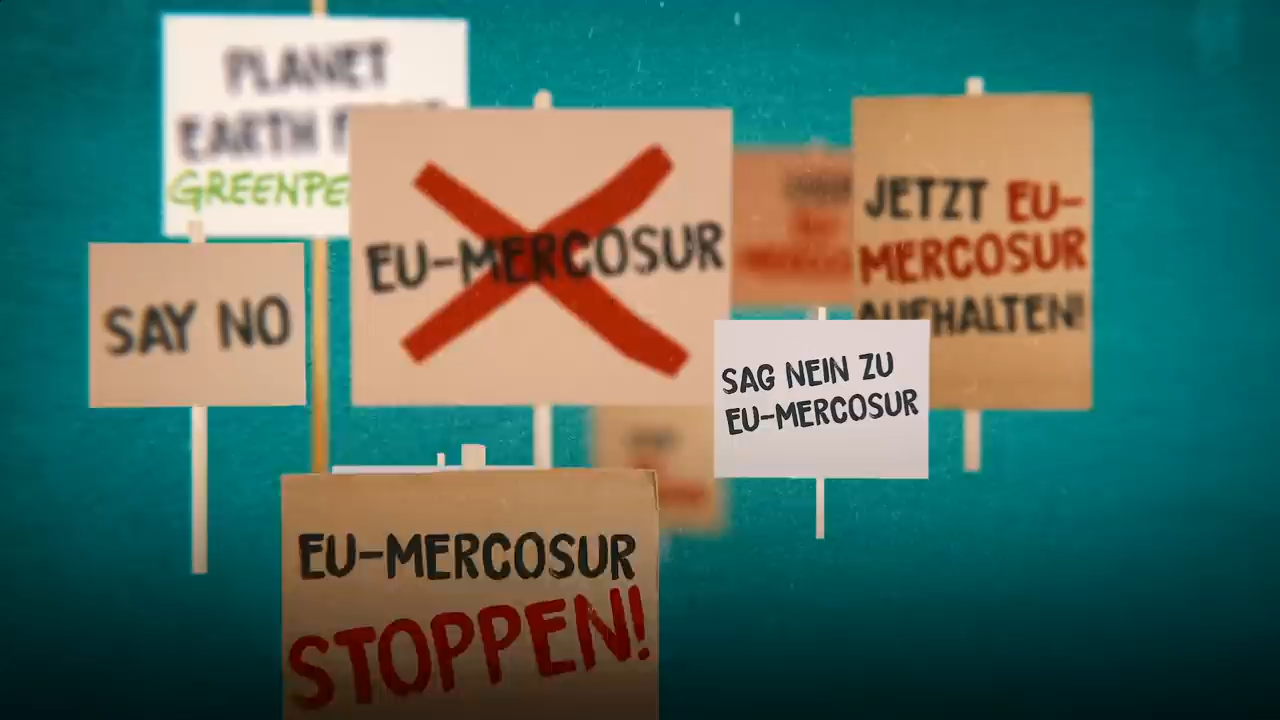 PLANET
EARTH
GREENPE
SAY NO
EU-MERCOSUR
JETZT EU-
MERCOSUR
AUFHALTEN!
SAG NEIN ZU
EU-MERCOSUR
EU-MERCOSUR
STOPPEN!